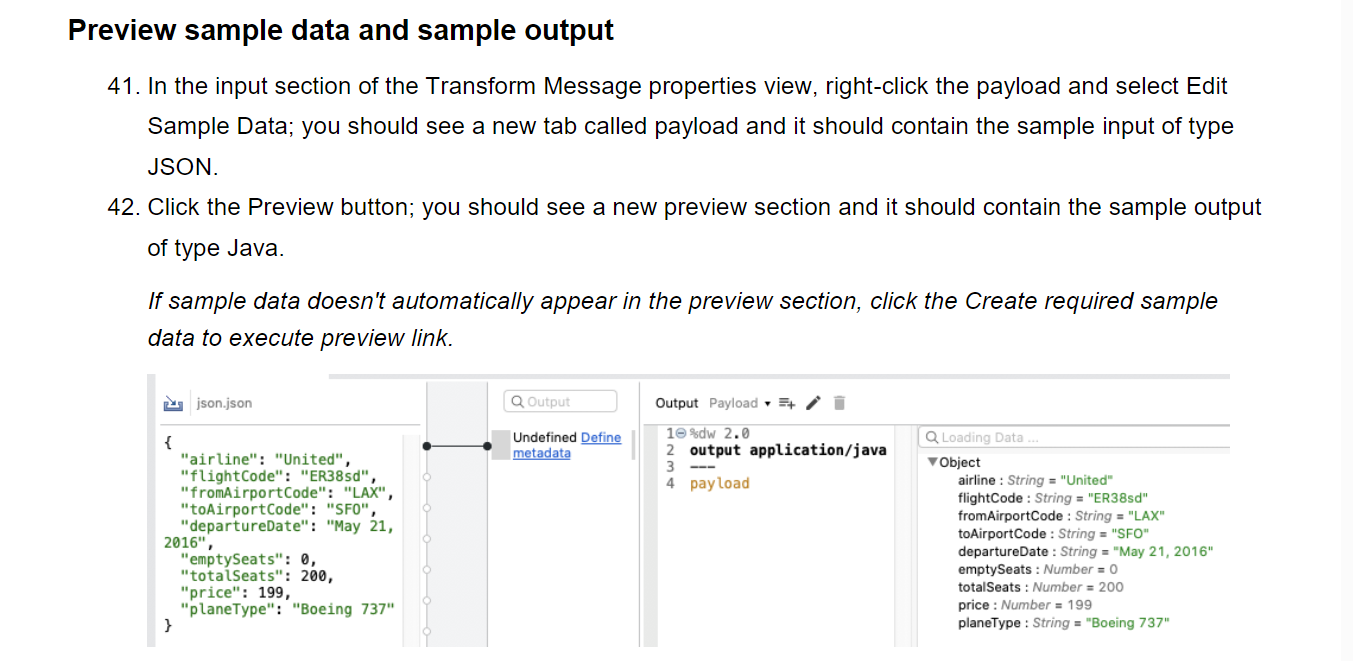 Preview sample data and sample output
41. In the input section of the Transform Message properties view, right-click the payload and select Edit
Sample Data; you should see a new tab called payload and it should contain the sample input of type
JSON.
42. Click the Preview button; you should see a new preview section and it should contain the sample output
of type Java.
If sample data doesn't automatically appear in the preview section, click the Create required sample
data to execute preview link.
json.json
{
"airline": "United",
"flightCode": "ER38sd",
"fromAirportCode": "LAX",
"toAirportCode": "SFO",
"departureDate": "May 21,
2016",
"emptySeats": 0,
"totalSeats": 200,
"price": 199,
"planeType": "Boeing 737"
}
Output
Undefined Define
metadata
Output Payload
1 %dw 2.0
2 output application/java
3 ---
4 payload
Loading Data ...
Object
airline : String = "United"
flightCode : String = "ER38sd"
fromAirportCode : String = "LAX"
toAirportCode : String = "SFO"
departureDate : String = "May 21, 2016"
emptySeats : Number = 0
totalSeats : Number = 200
price : Number = 199
planeType : String = "Boeing 737"